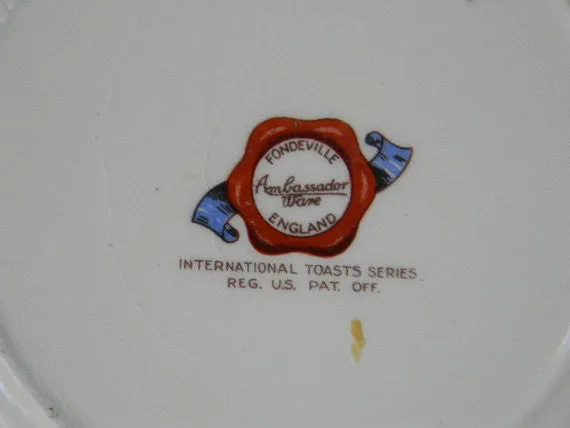 FONDEVILLE
Ambassador
Ware
ENGLAND
INTERNATIONAL TOASTS SERIES
REG. U.S. PAT. OFF.